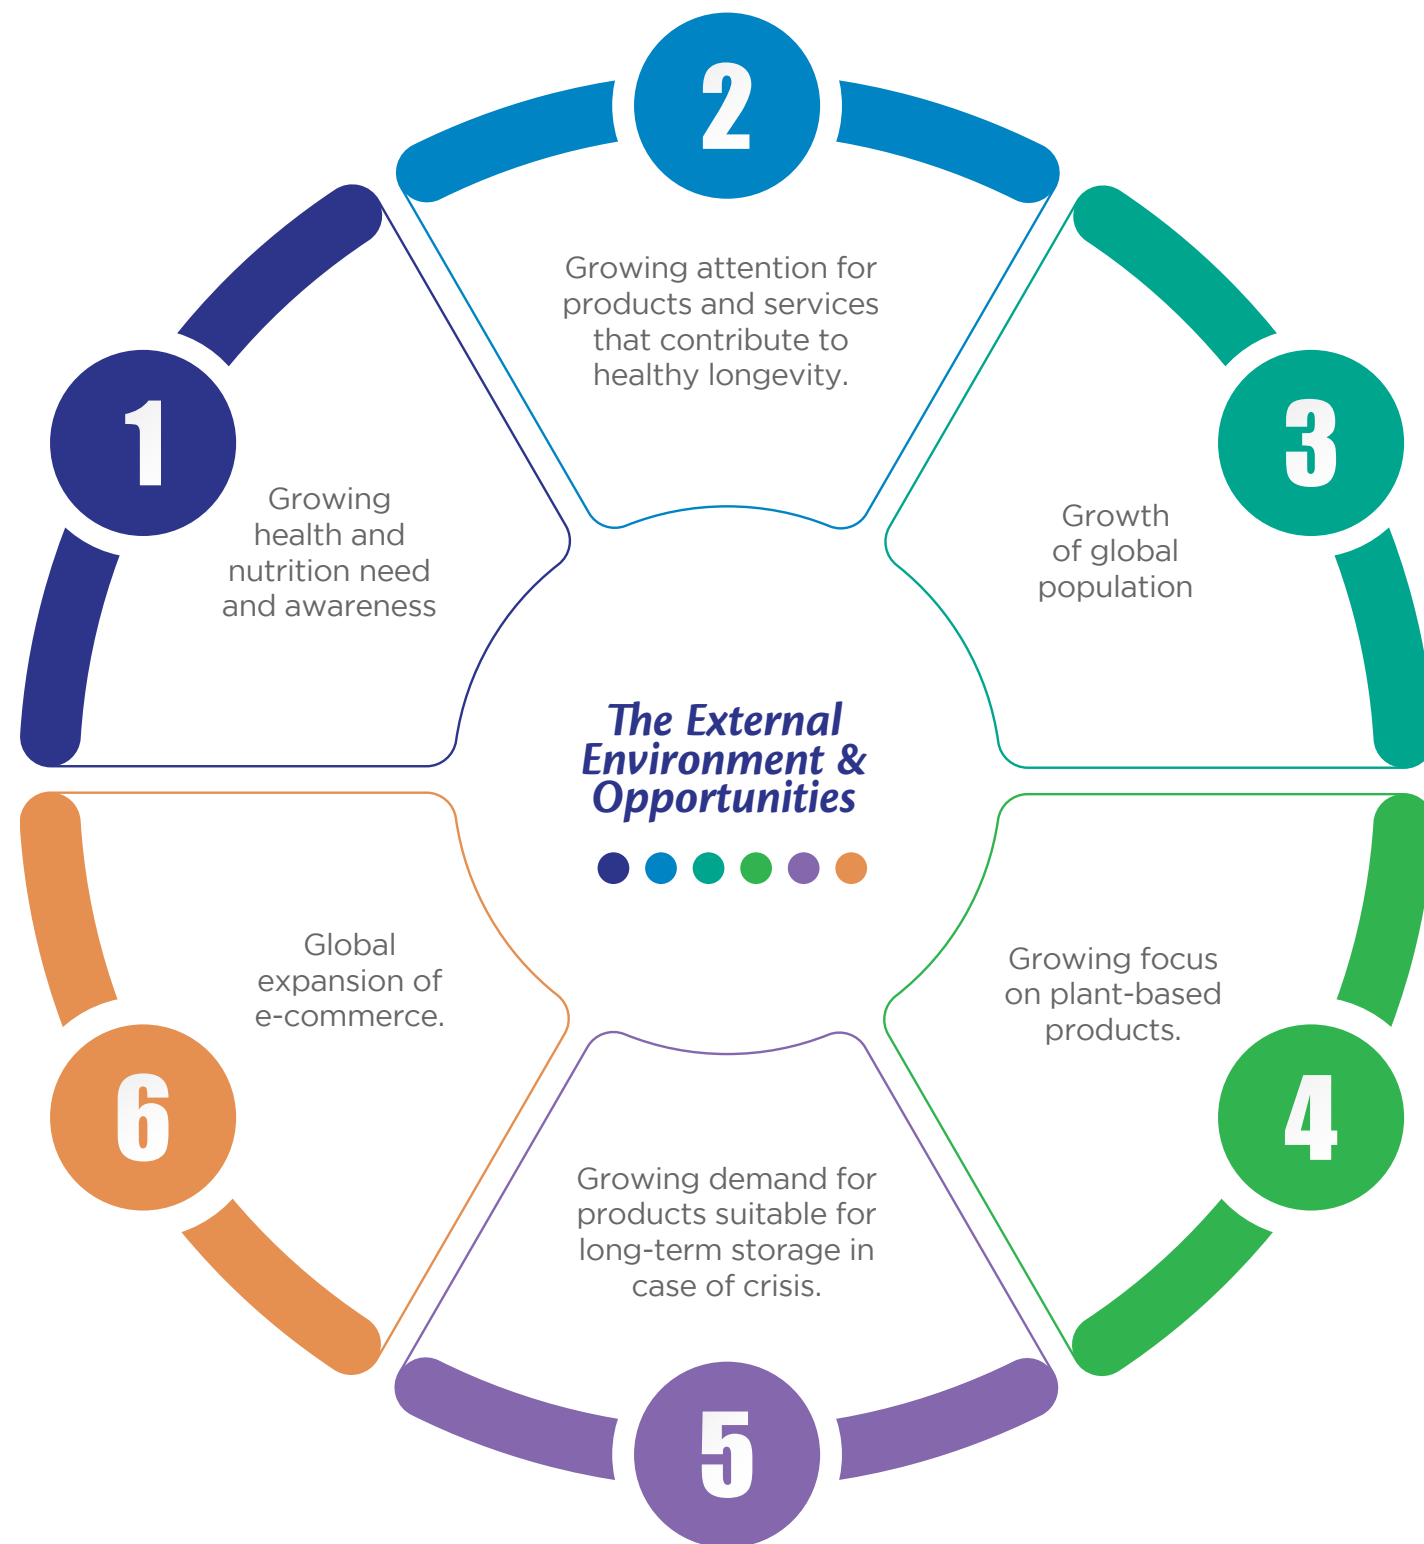 2
Growing attention for
products and services
that contribute to
healthy longevity.
1
Growing
health and
nutrition need
and awareness
3
Growth
of global
population
The External
Environment &
Opportunities
6
Global
expansion of
e-commerce.
4
Growing focus
on plant-based
products.
5
Growing demand for
products suitable for
long-term storage in
case of crisis.